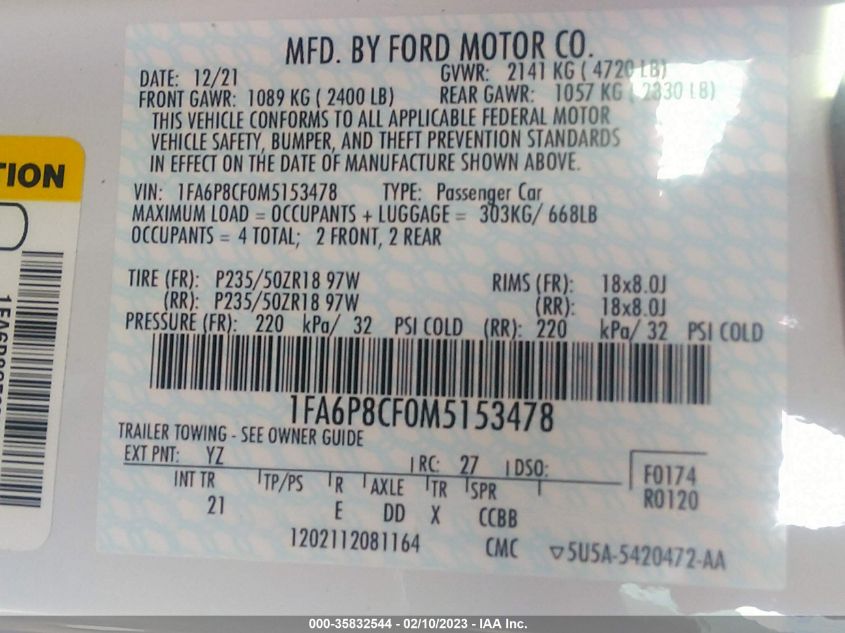 MFD. BY FORD MOTOR CO.
DATE: 12/21 GVWR: 2141 KG ( 4720 LB)
FRONT GAWR: 1089 KG ( 2400 LB) REAR GAWR: 1057 KG ( 2330 LB)
THIS VEHICLE CONFORMS TO ALL APPLICABLE FEDERAL MOTOR
VEHICLE SAFETY, BUMPER, AND THEFT PREVENTION STANDARDS
IN EFFECT ON THE DATE OF MANUFACTURE SHOWN ABOVE.
VIN: 1FA6P8CF0M5153478 TYPE: Passenger Car
MAXIMUM LOAD = OCCUPANTS + LUGGAGE = 303KG/ 668LB
OCCUPANTS = 4 TOTAL; 2 FRONT, 2 REAR
TIRE (FR): P235/50ZR18 97W RIMS (FR): 18x8.0J
(RR): P235/50ZR18 97W (RR): 18x8.0J
PRESSURE (FR): 220 kPa/ 32 PSI COLD (RR): 220 kPa/ 32 PSI COLD
1FA6P8CF0M5153478
TRAILER TOWING - SEE OWNER GUIDE
EXT PNT: YZ RC: 27 DSO:
INT TR TP/PS R AXLE TR SPR
21 E DD X CCBB
F0174
R0120
1202112081164 CMC ▽5U5A-5420472-AA
TION
000-35832544 - 02/10/2023 - IAA Inc.